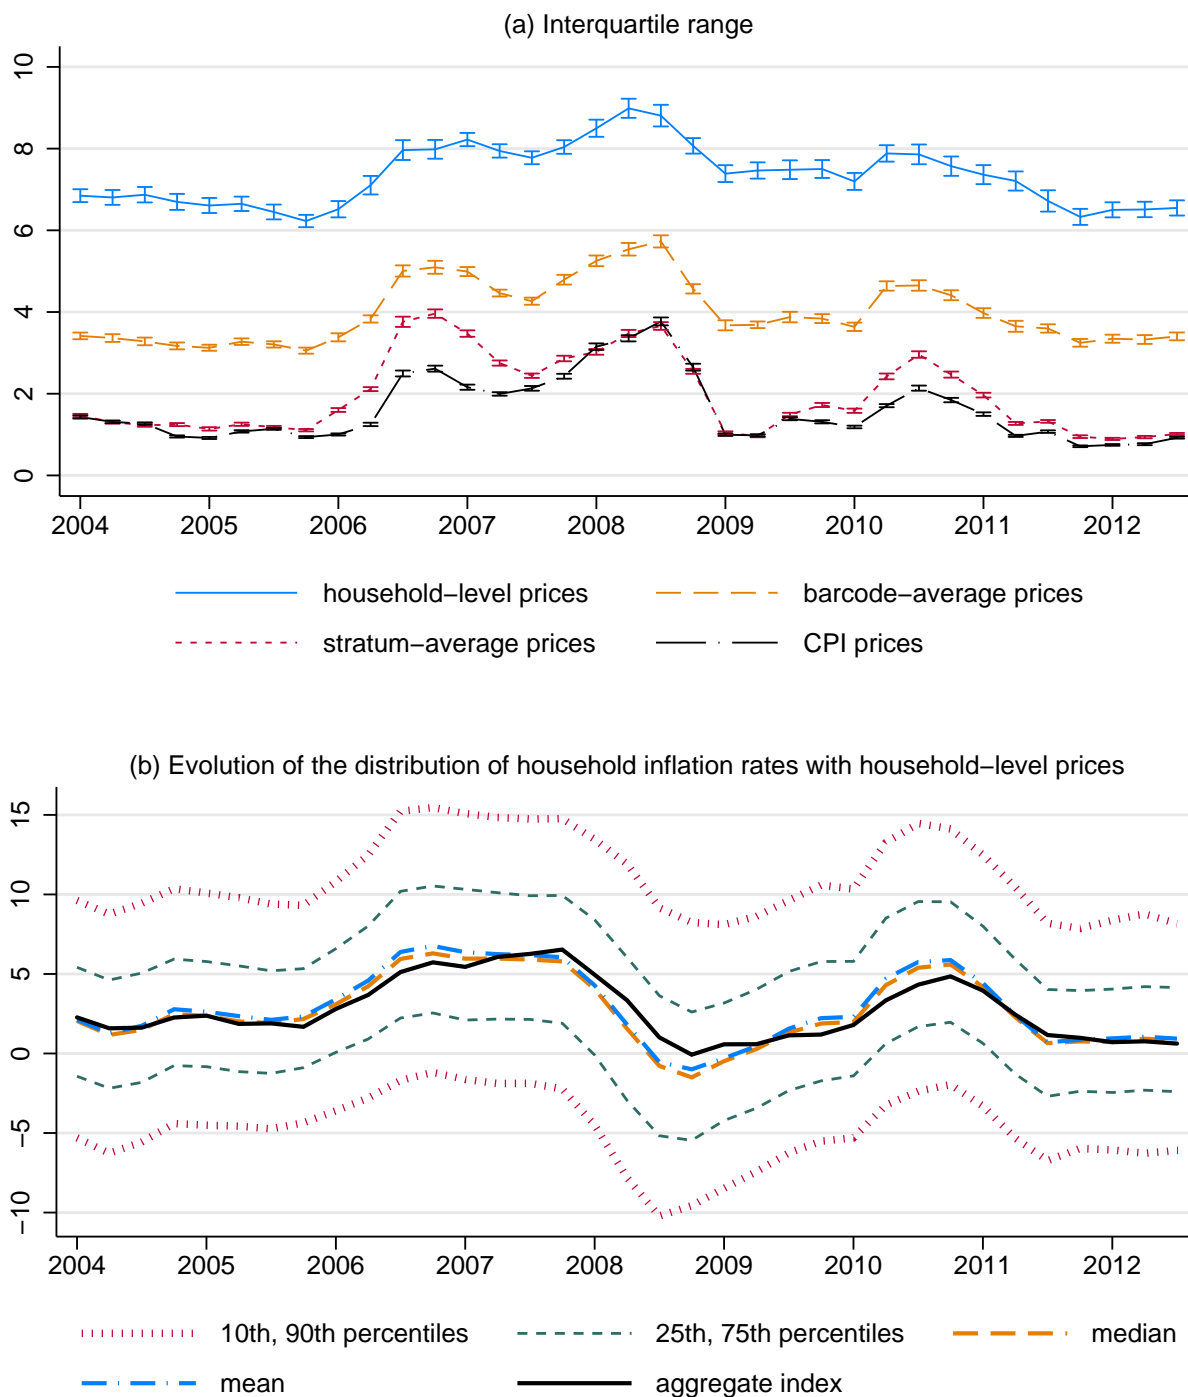 (a) Interquartile range
10
8
6
4
2
0
2004 2005 2006 2007 2008 2009 2010 2011 2012
household−level prices barcode−average prices
stratum−average prices CPI prices
(b) Evolution of the distribution of household inflation rates with household−level prices
15
10
5
0
−5
−10
2004 2005 2006 2007 2008 2009 2010 2011 2012
10th, 90th percentiles 25th, 75th percentiles median
mean aggregate index